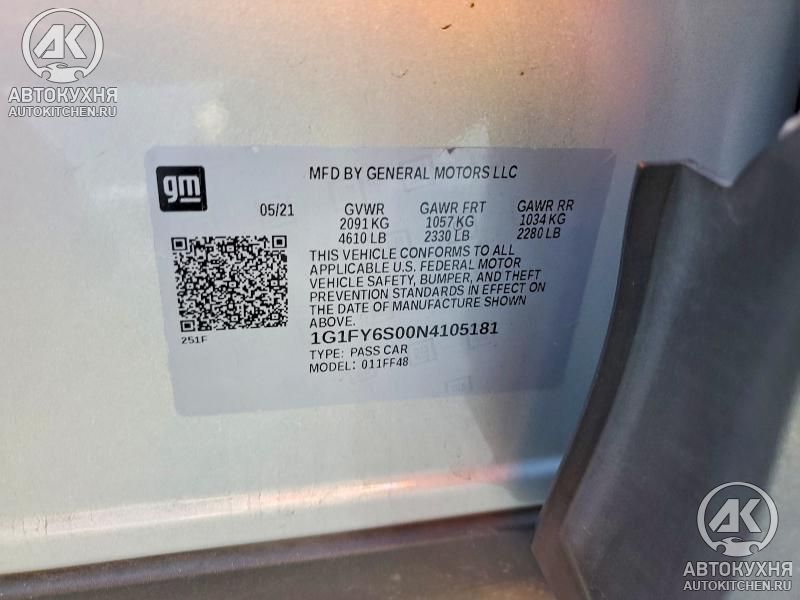 АК
АВТОКУХНЯ
AUTOKITCHEN.RU
gm
MFD BY GENERAL MOTORS LLC
05/21 GVWR GAWR FRT GAWR RR
2091 KG 1057 KG 1034 KG
4610 LB 2330 LB 2280 LB
THIS VEHICLE CONFORMS TO ALL
APPLICABLE U.S. FEDERAL MOTOR
VEHICLE SAFETY, BUMPER, AND THEFT
PREVENTION STANDARDS IN EFFECT ON
THE DATE OF MANUFACTURE SHOWN
ABOVE.
251F
1G1FY6S00N4105181
TYPE: PASS CAR
MODEL: 011FF48
АК
АВТОКУХНЯ
AUTOKITCHEN.RU